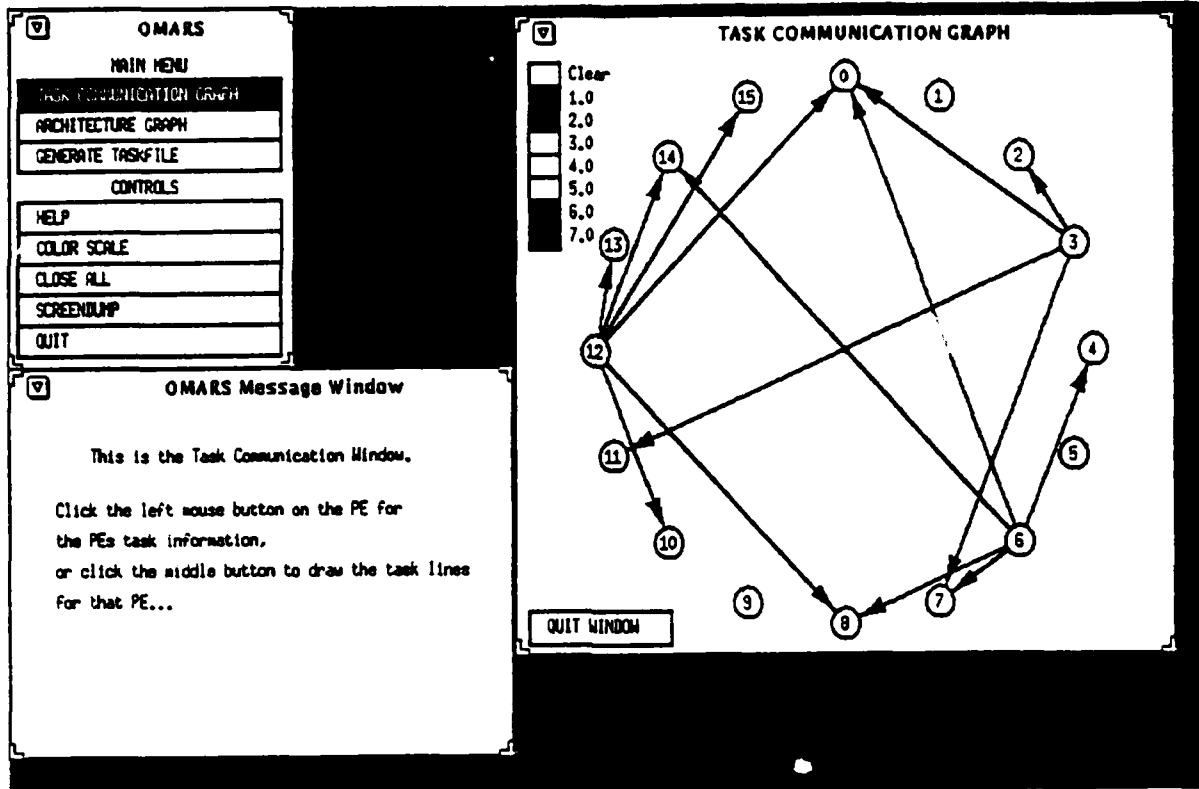 OMARS
MAIN MENU
TASK COMMUNICATION GRAPH
ARCHITECTURE GRAPH
GENERATE TASKFILE
CONTROLS
HELP
COLOR SCALE
CLOSE ALL
SCREENDUMP
QUIT
OMARS Message Window
This is the Task Communication Window.
Click the left mouse button on the PE for
the PEs task information,
or click the middle button to draw the task lines
for that PE...
TASK COMMUNICATION GRAPH
Clear
1.0
2.0
3.0
4.0
5.0
6.0
7.0
0
1
2
3
4
5
6
7
8
9
10
11
12
13
14
15
QUIT WINDOW